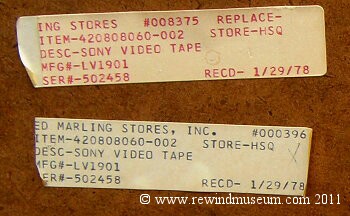 ING STORES #008375 REPLACE-
ITEM-420808060-002 STORE-HSQ
DESC-SONY VIDEO TAPE
MFG#-LV1901
SER#-502458 RECD- 1/29/78
ED MARLING STORES, INC. #000396
ITEM-420808060-002 STORE-HSQ
DESC-SONY VIDEO TAPE
MFG#-LV1901
SER#-502458 RECD- 1/29/78
© www.rewindmuseum.com 2011